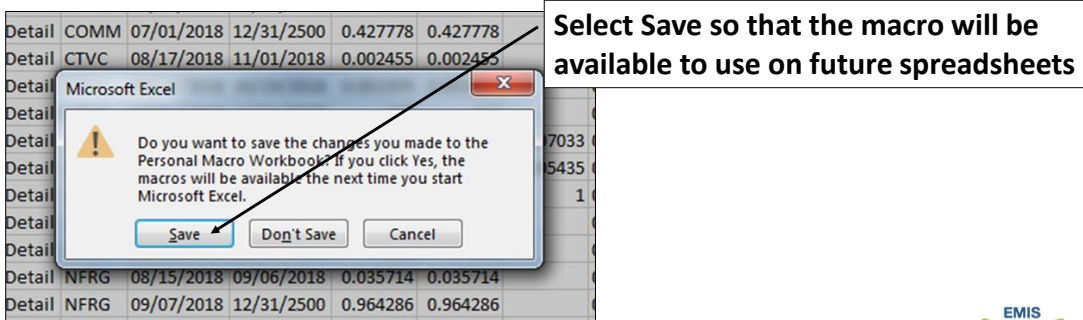 Select Save so that the macro will be
available to use on future spreadsheets
Detail COMM 07/01/2018 12/31/2500 0.427778 0.427778
Detail CTVC 08/17/2018 11/01/2018 0.002455 0.002455
Detail
Microsoft Excel
Detail
Detail
Do you want to save the changes you made to the
7033
Personal Macro Workbook? If you click Yes, the
Detail
5435
macros will be available the next time you start
Detail
1
Microsoft Excel.
Detail
Save Don't Save Cancel
Detail
Detail NFRG 08/15/2018 09/06/2018 0.035714 0.035714
Detail NFRG 09/07/2018 12/31/2500 0.964286 0.964286
EMIS